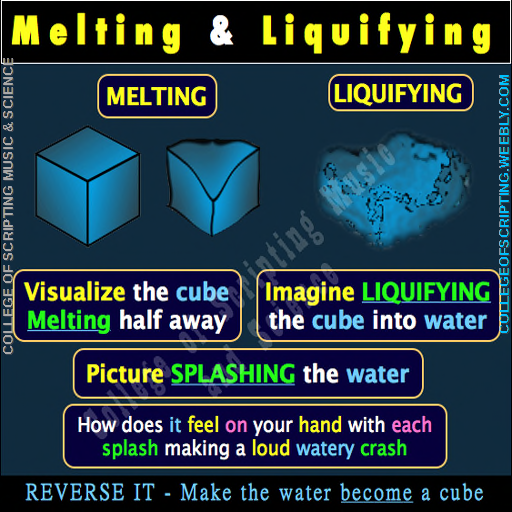 Melting & Liquifying
COLLEGE OF SCRIPTING MUSIC & SCIENCE
COLLEGEOFSCRIPTING.WEEBLY.COM
MELTING
LIQUIFYING
Visualize the cube
Melting half away
Imagine LIQUIFYING
the cube into water
College of Scripting Music
and Science
Picture SPLASHING the water
How does it feel on your hand with each
splash making a loud watery crash
REVERSE IT - Make the water become a cube